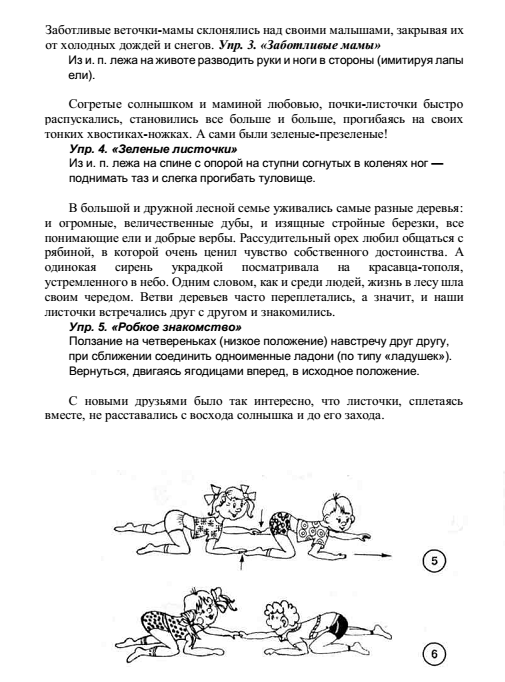 Заботливые веточки-мамы склонялись над своими малышами, закрывая их
от холодных дождей и снегов. Упр. 3. «Заботливые мамы»
Из и. п. лежа на животе разводить руки и ноги в стороны (имитируя лапы
ели).
Согретые солнышком и маминой любовью, почки-листочки быстро
распускались, становились все больше и больше, прогибаясь на своих
тонких хвостиках-ножках. А сами были зеленые-презеленые!
Упр. 4. «Зеленые листочки»
Из и. п. лежа на спине с опорой на ступни согнутых в коленях ног —
поднимать таз и слегка прогибать туловище.
В большой и дружной лесной семье уживались самые разные деревья:
и огромные, величественные дубы, и изящные стройные березки, все
понимающие ели и добрые вербы. Рассудительный орех любил общаться с
рябиной, в которой очень ценил чувство собственного достоинства. А
одинокая сирень украдкой посматривала на красавца-тополя,
устремленного в небо. Одним словом, как и среди людей, жизнь в лесу шла
своим чередом. Ветви деревьев часто переплетались, а значит, и наши
листочки встречались друг с другом и знакомились.
Упр. 5. «Робкое знакомство»
Ползание на четвереньках (низкое положение) навстречу друг другу,
при сближении соединить одноименные ладони (по типу «ладушек»).
Вернуться, двигаясь ягодицами вперед, в исходное положение.
С новыми друзьями было так интересно, что листочки, сплетаясь
вместе, не расставались с восхода солнышка и до его захода.
5
6